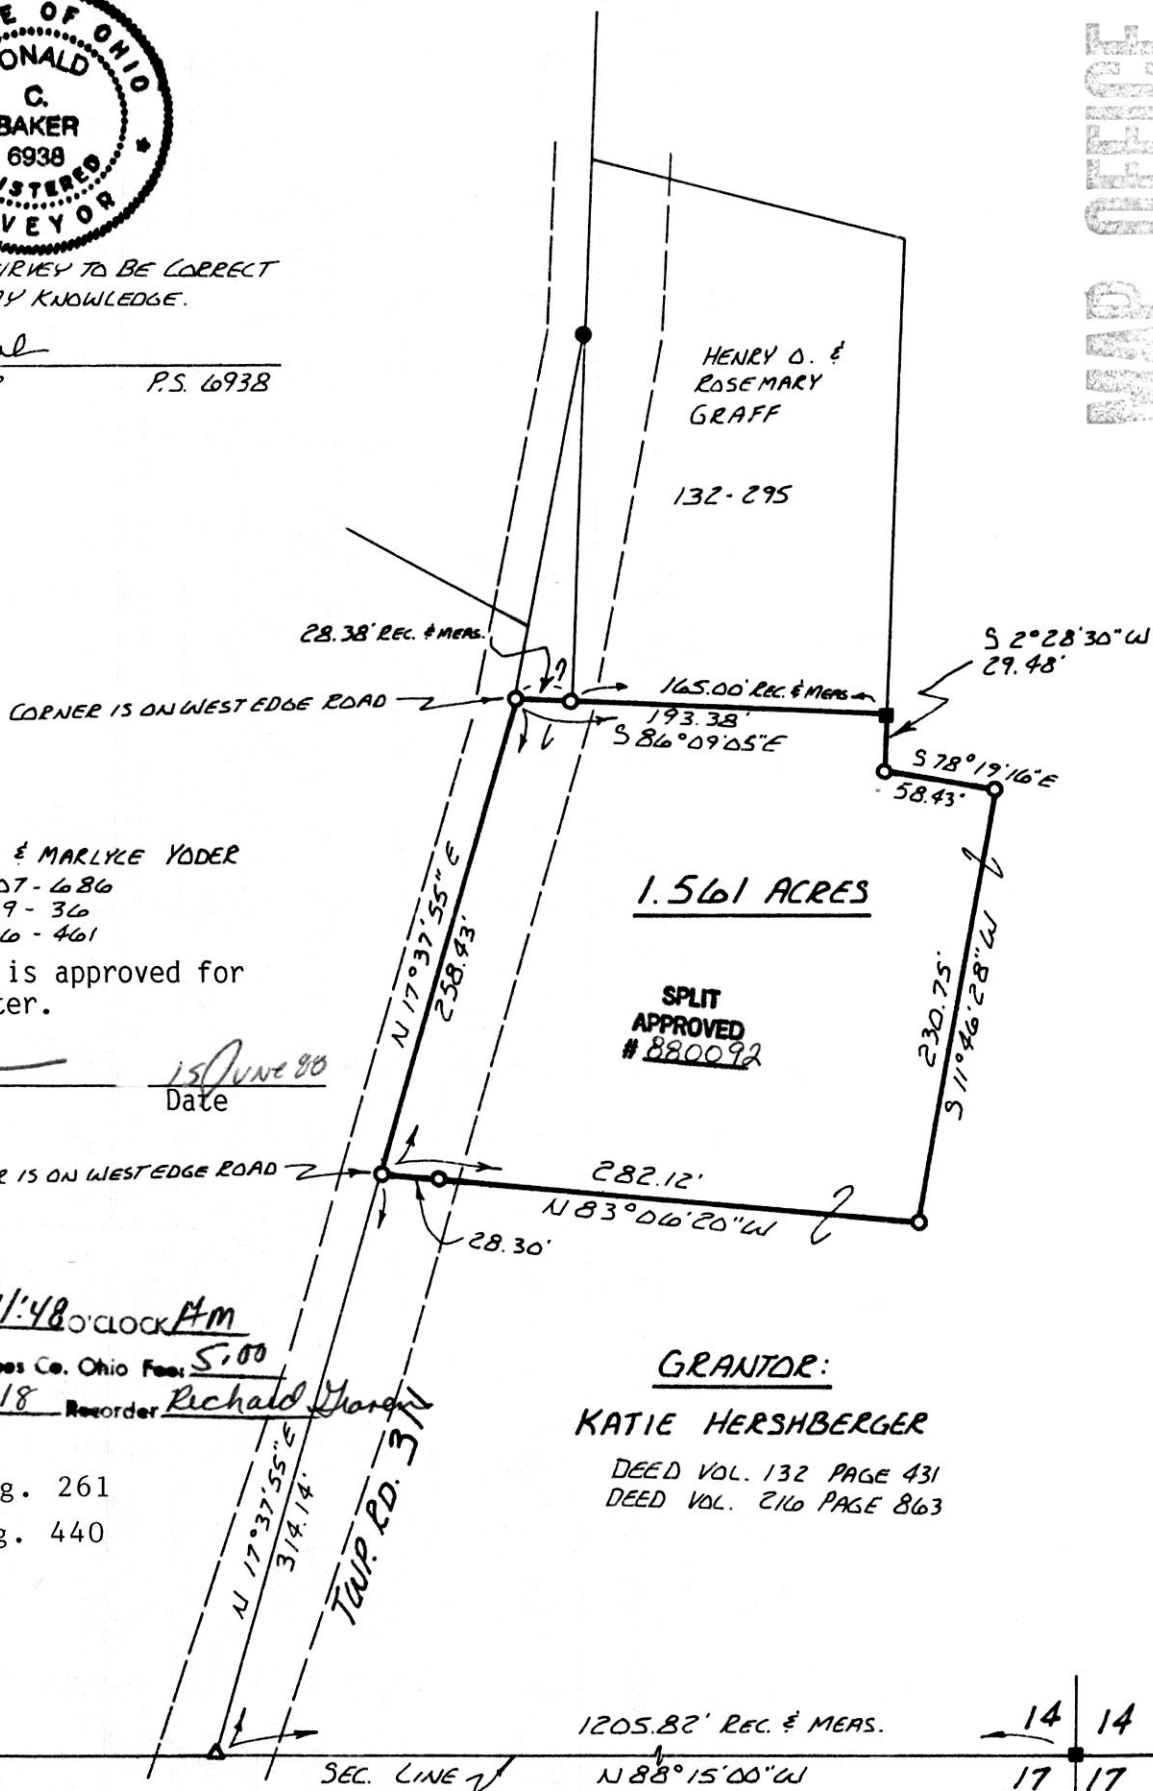 E OF OHIO
ONALD
C.
BAKER
6938
ISTERED
VEYOR
MAP OFFICE
URVEY TO BE CORRECT
MY KNOWLEDGE.
P.S. 6938
HENRY O. &
ROSEMARY
GRAFF
132-295
28.38' REC. & MEAS.
S 2°28'30" W
29.48'
CORNER IS ON WEST EDGE ROAD
165.00' REC. & MEAS
193.38'
S 86°09'05" E
S 78°19'16" E
58.43'
& MARLYCE YODER
07-686
9-36
6-461
is approved for
ter.
15 June 88
Date
N 17°37'55" E
258.43'
1.561 ACRES
SPLIT
APPROVED
# 880092
230.75'
S 11°46'28" W
R IS ON WEST EDGE ROAD
282.12'
N 83°06'20" W
28.30'
1:48 O'CLOCK AM
oes Co. Ohio Fee: 5.00
18 Recorder Richard
g. 261
g. 440
GRANTOR:
KATIE HERSHBERGER
DEED VOL. 132 PAGE 431
DEED VOL. 216 PAGE 863
N 17°37'55" E
314.14'
TWP. RD. 3N
1205.82' REC. & MEAS.
14 14
SEC. LINE
N 88°15'00" W
17 17